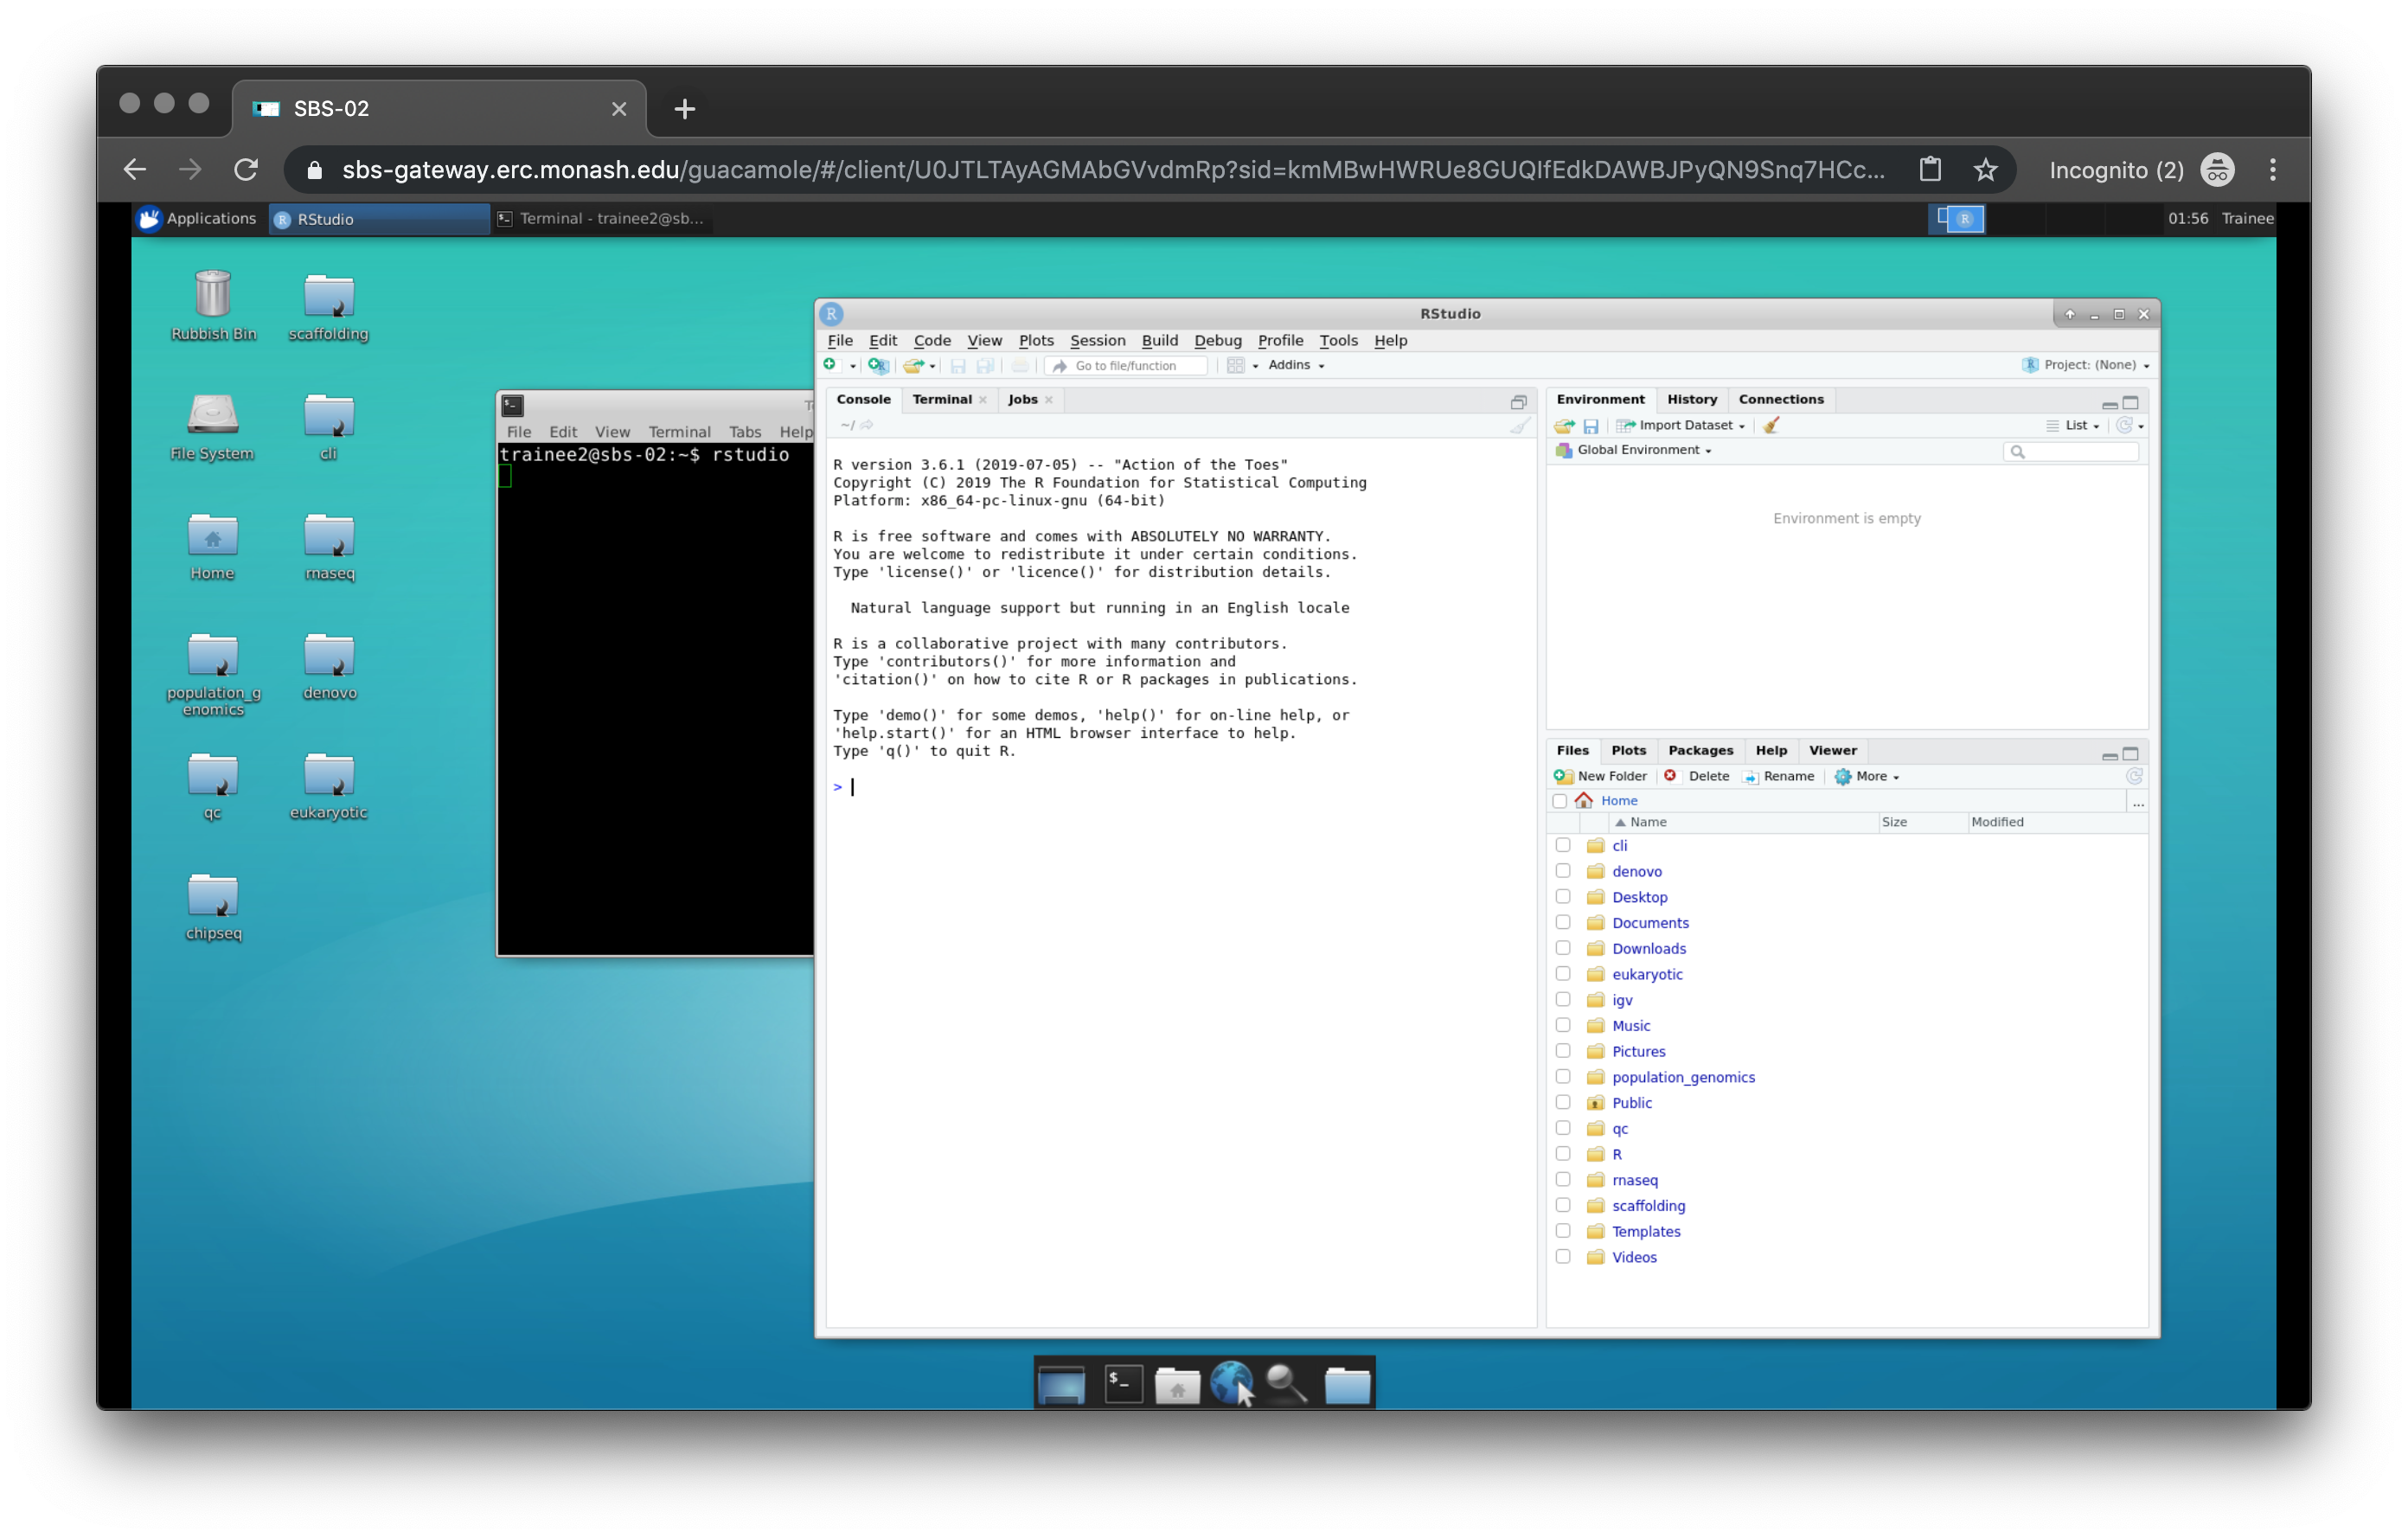 SBS-02
sbs-gateway.erc.monash.edu/guacamole/#/client/U0JTLTAyAGMAbGVvdmRp?sid=kmMBwHWRUe8GUQIfEdkDAWBJPyQN9Snq7HCc...
Incognito (2)
Applications
RStudio
Terminal - trainee2@sb...
01:56 Trainee
Rubbish Bin
scaffolding
File System
cli
Home
rnaseq
population_g
enomics
denovo
qc
eukaryotic
chipseq
File Edit View Terminal Tabs Help
trainee2@sbs-02:~$ rstudio
RStudio
File Edit Code View Plots Session Build Debug Profile Tools Help
Go to file/function
Addins
Project: (None)
Console Terminal Jobs
~/
R version 3.6.1 (2019-07-05) -- "Action of the Toes"
Copyright (C) 2019 The R Foundation for Statistical Computing
Platform: x86_64-pc-linux-gnu (64-bit)
R is free software and comes with ABSOLUTELY NO WARRANTY.
You are welcome to redistribute it under certain conditions.
Type 'license()' or 'licence()' for distribution details.
Natural language support but running in an English locale
R is a collaborative project with many contributors.
Type 'contributors()' for more information and
'citation()' on how to cite R or R packages in publications.
Type 'demo()' for some demos, 'help()' for on-line help, or
'help.start()' for an HTML browser interface to help.
Type 'q()' to quit R.
>
Environment History Connections
Import Dataset
List
Global Environment
Environment is empty
Files Plots Packages Help Viewer
New Folder Delete Rename More
Home
...
Name Size Modified
cli
denovo
Desktop
Documents
Downloads
eukaryotic
igv
Music
Pictures
population_genomics
Public
qc
R
rnaseq
scaffolding
Templates
Videos
$_